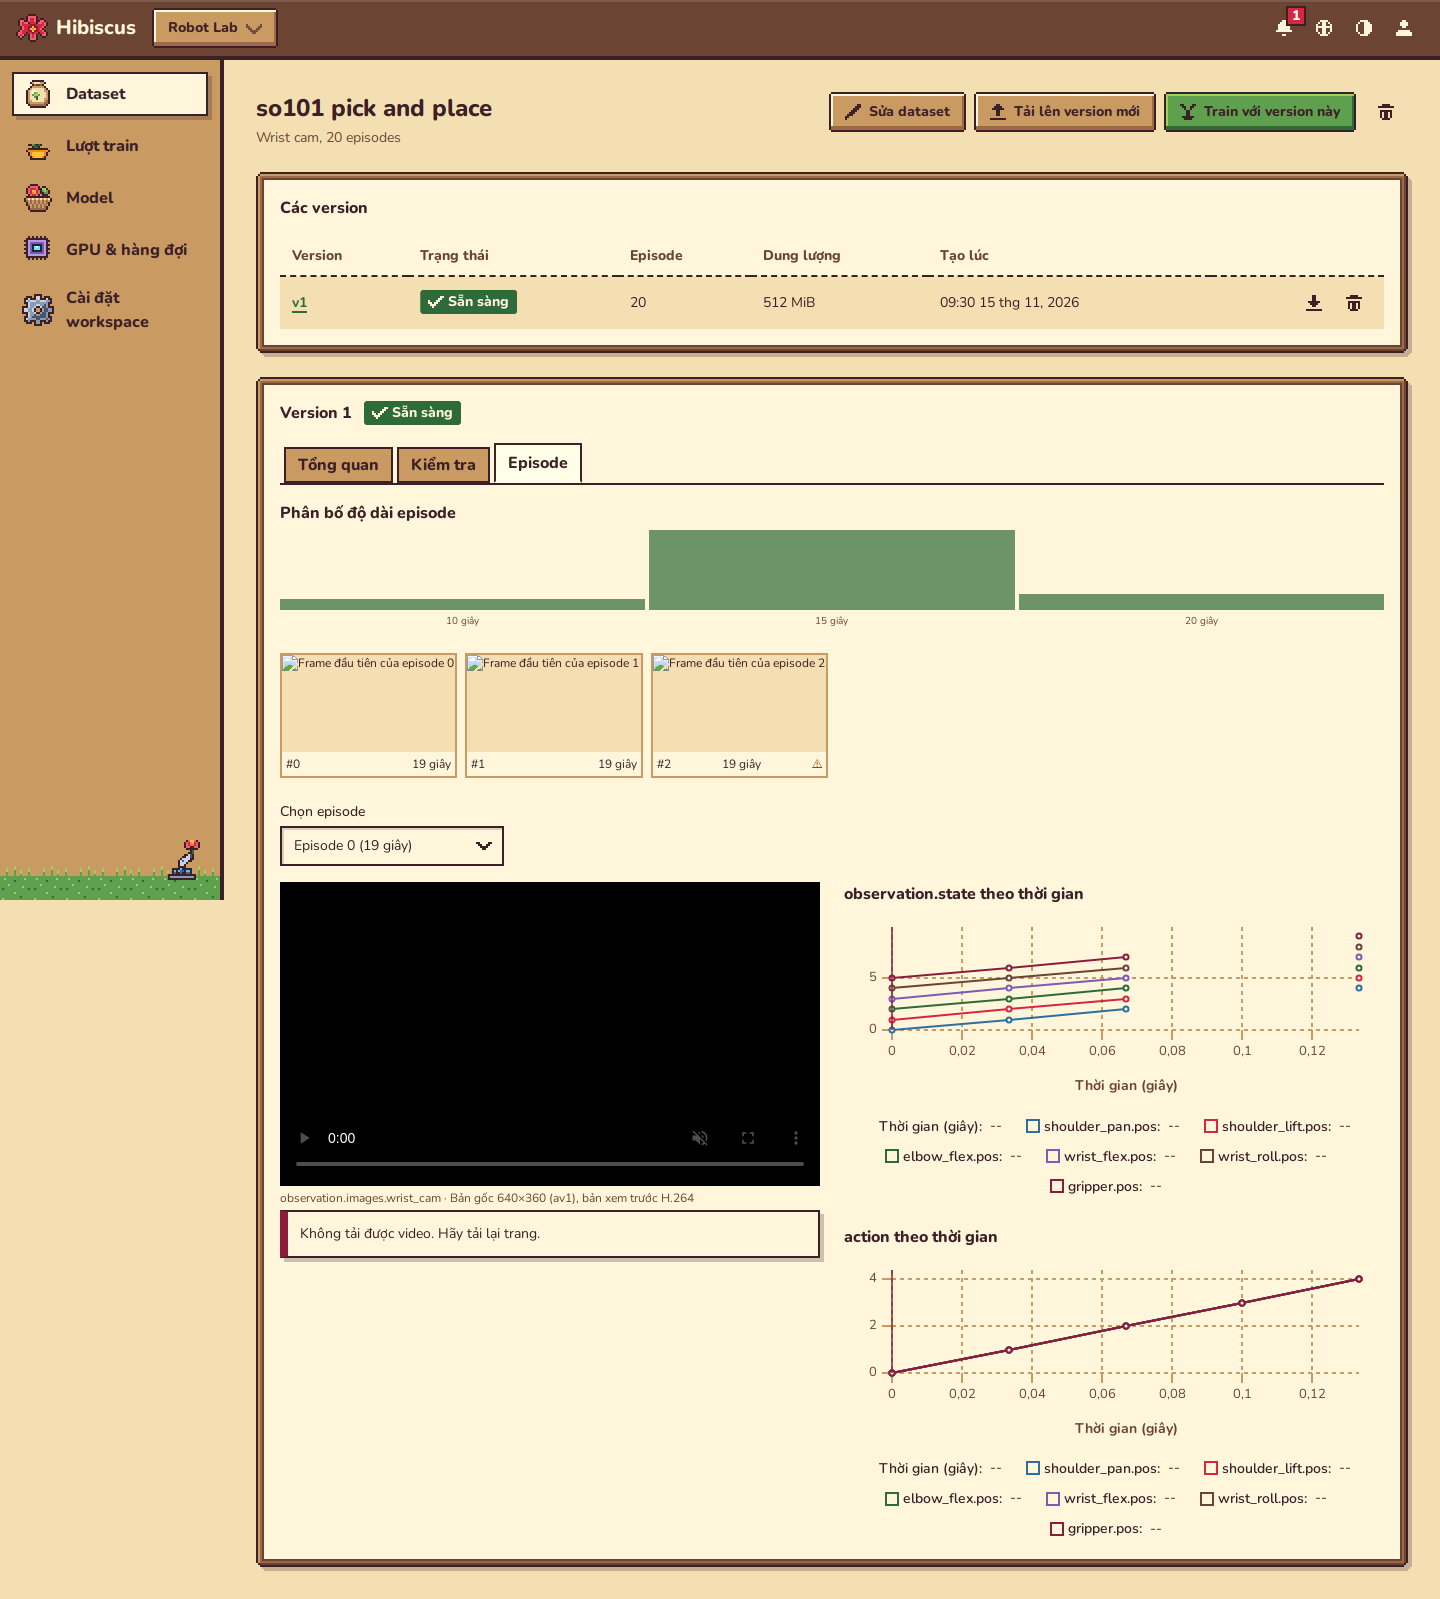 Hibiscus
Robot Lab
1
Dataset
Lượt train
Model
GPU & hàng đợi
Cài đặt
workspace
so101 pick and place
Wrist cam, 20 episodes
Sửa dataset
Tải lên version mới
Train với version này
Các version
Version Trạng thái Episode Dung lượng Tạo lúc
v1 Sẵn sàng 20 512 MiB 09:30 15 thg 11, 2026
Version 1 Sẵn sàng
Tổng quan Kiểm tra Episode
Phân bố độ dài episode
10 giây 15 giây 20 giây
Frame đầu tiên của episode 0 Frame đầu tiên của episode 1 Frame đầu tiên của episode 2
#0 19 giây #1 19 giây #2 19 giây ⚠
Chọn episode
Episode 0 (19 giây)
0:00
observation.images.wrist_cam · Bản gốc 640×360 (av1), bản xem trước H.264
Không tải được video. Hãy tải lại trang.
observation.state theo thời gian
5
0
0 0,02 0,04 0,06 0,08 0,1 0,12
Thời gian (giây)
Thời gian (giây): -- shoulder_pan.pos: -- shoulder_lift.pos: --
elbow_flex.pos: -- wrist_flex.pos: -- wrist_roll.pos: --
gripper.pos: --
action theo thời gian
4
2
0
0 0,02 0,04 0,06 0,08 0,1 0,12
Thời gian (giây)
Thời gian (giây): -- shoulder_pan.pos: -- shoulder_lift.pos: --
elbow_flex.pos: -- wrist_flex.pos: -- wrist_roll.pos: --
gripper.pos: --